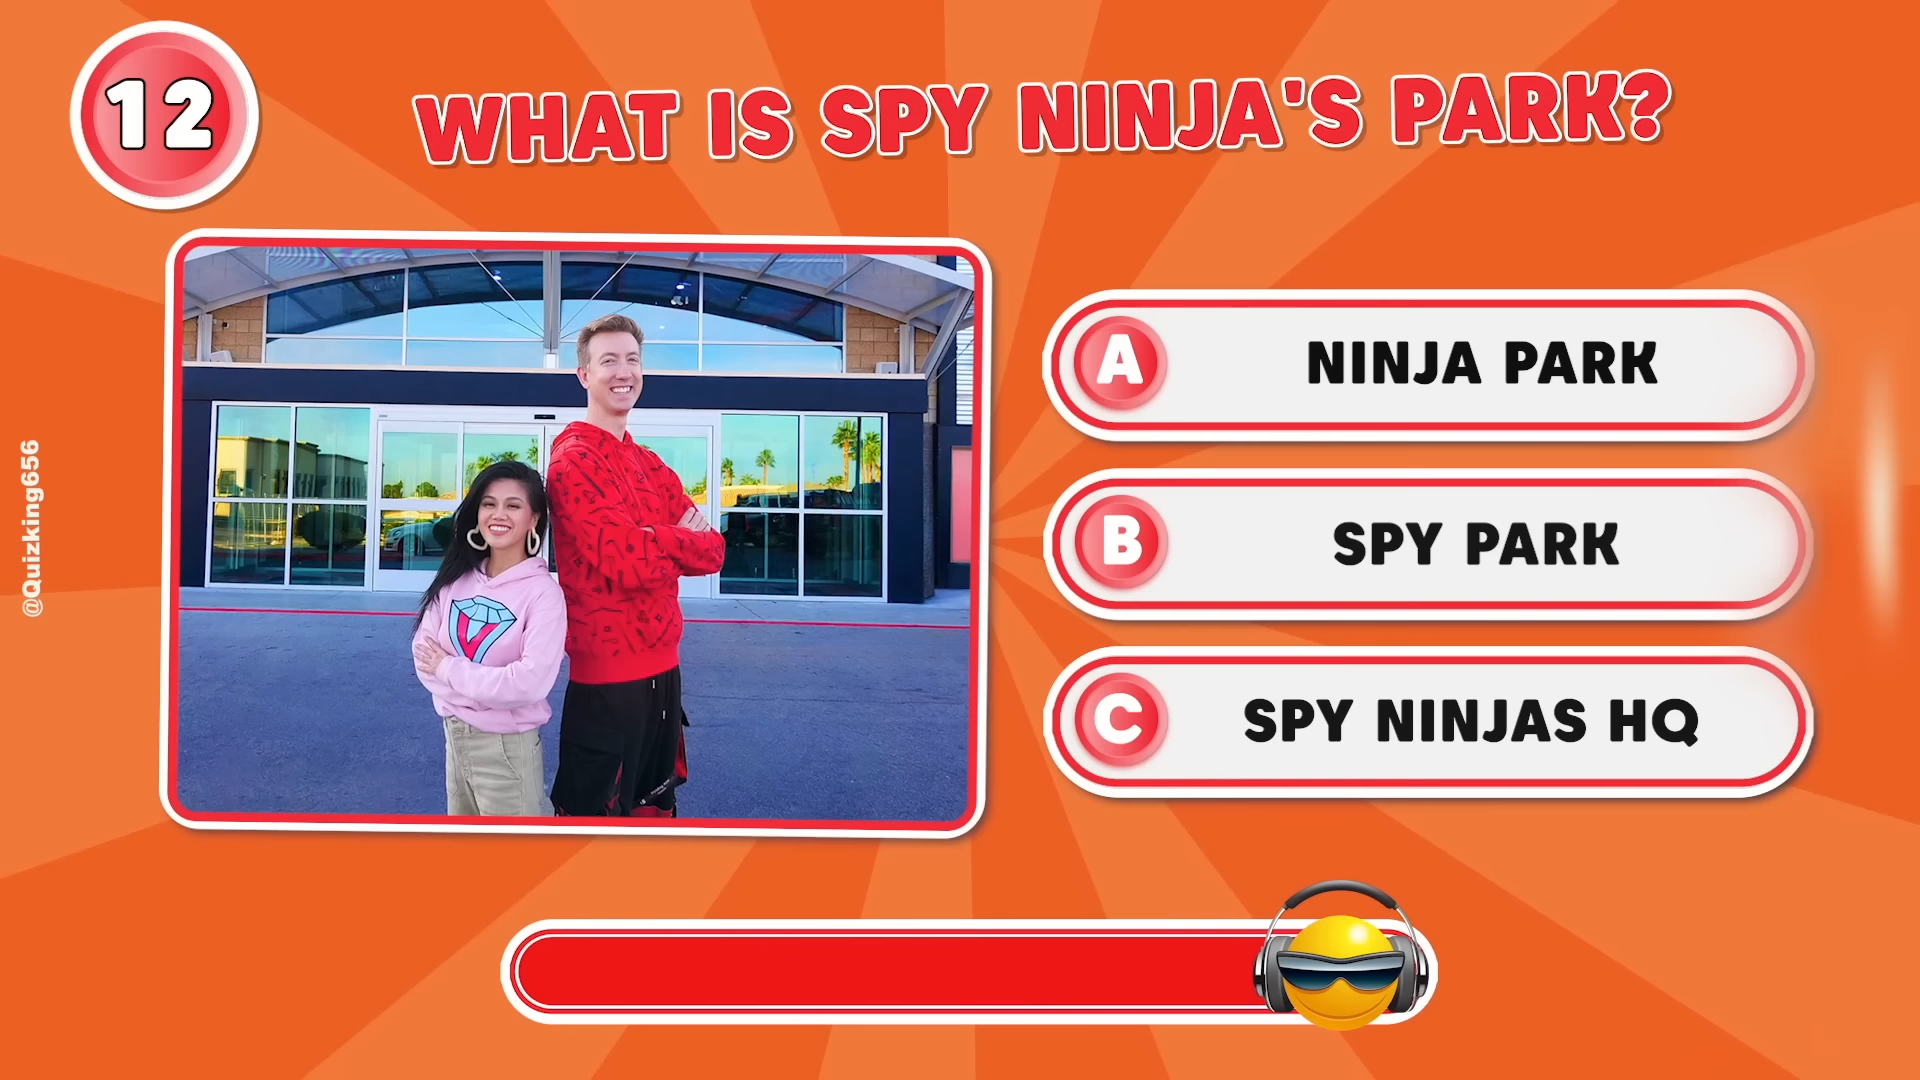 12
WHAT IS SPY NINJA'S PARK?
@Quizking656
A NINJA PARK
B SPY PARK
C SPY NINJAS HQ